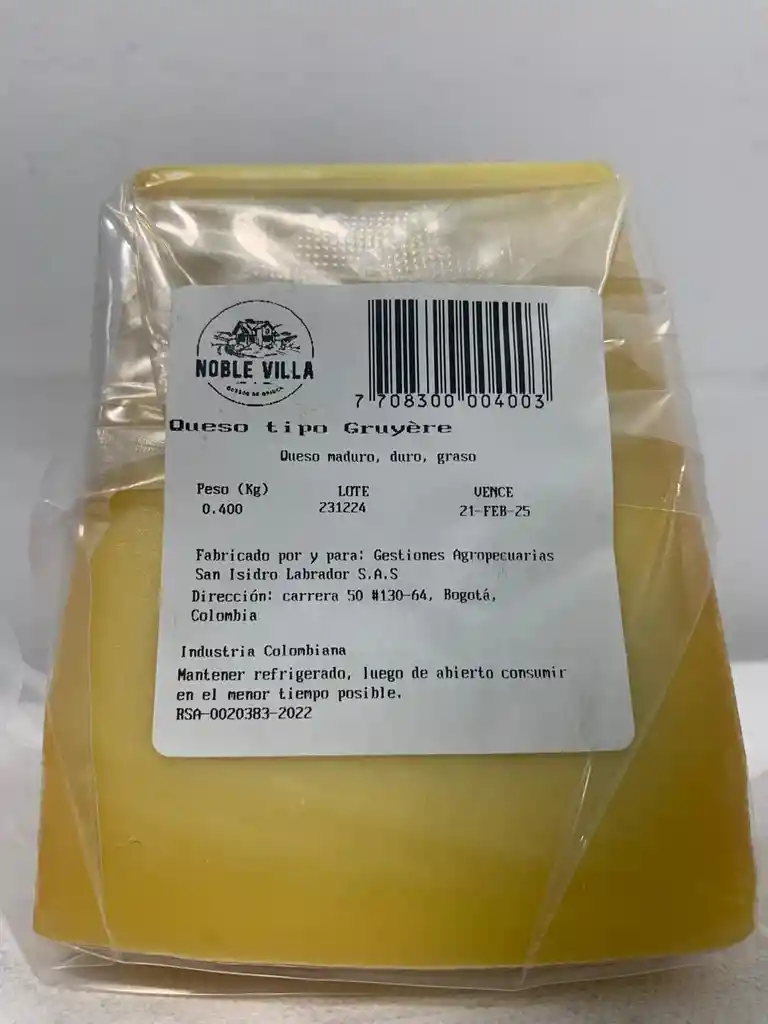 NOBLE VILLA
7 708300 004003
Queso tipo Gruyère
Queso maduro, duro, graso
Peso (Kg) LOTE VENCE
0.400 231224 21-FEB-25
Fabricado por y para: Gestiones Agropecuarias
San Isidro Labrador S.A.S
Dirección: carrera 50 #130-64, Bogotá,
Colombia
Industria Colombiana
Mantener refrigerado, luego de abierto consumir
en el menor tiempo posible.
RSA-0020383-2022